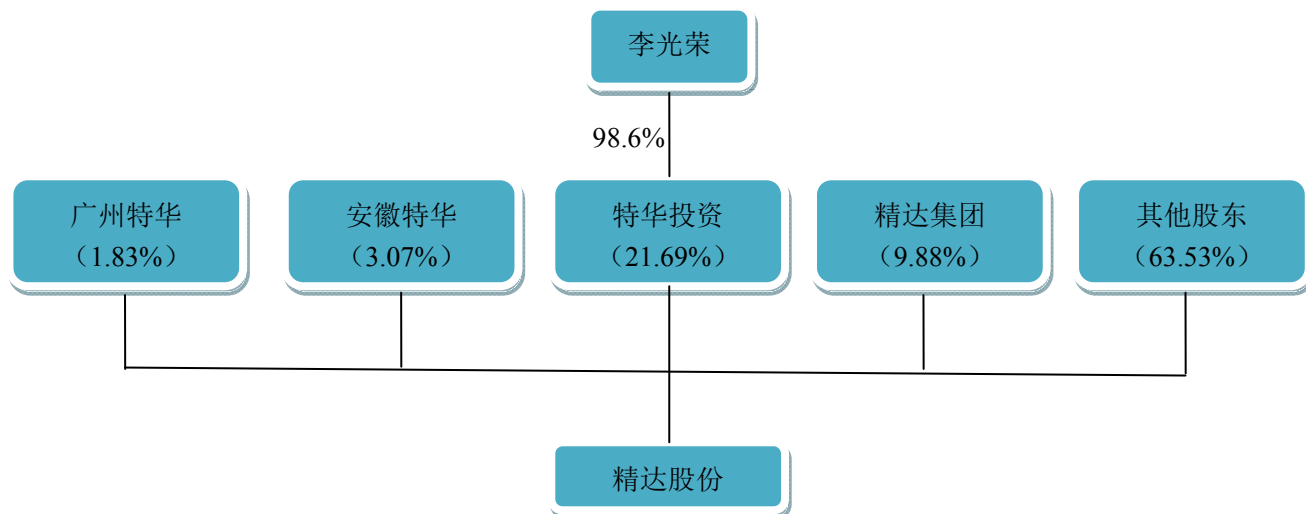 李光荣
98.6%
广州特华
（1.83%）
安徽特华
（3.07%）
特华投资
（21.69%）
精达集团
（9.88%）
其他股东
（63.53%）
精达股份